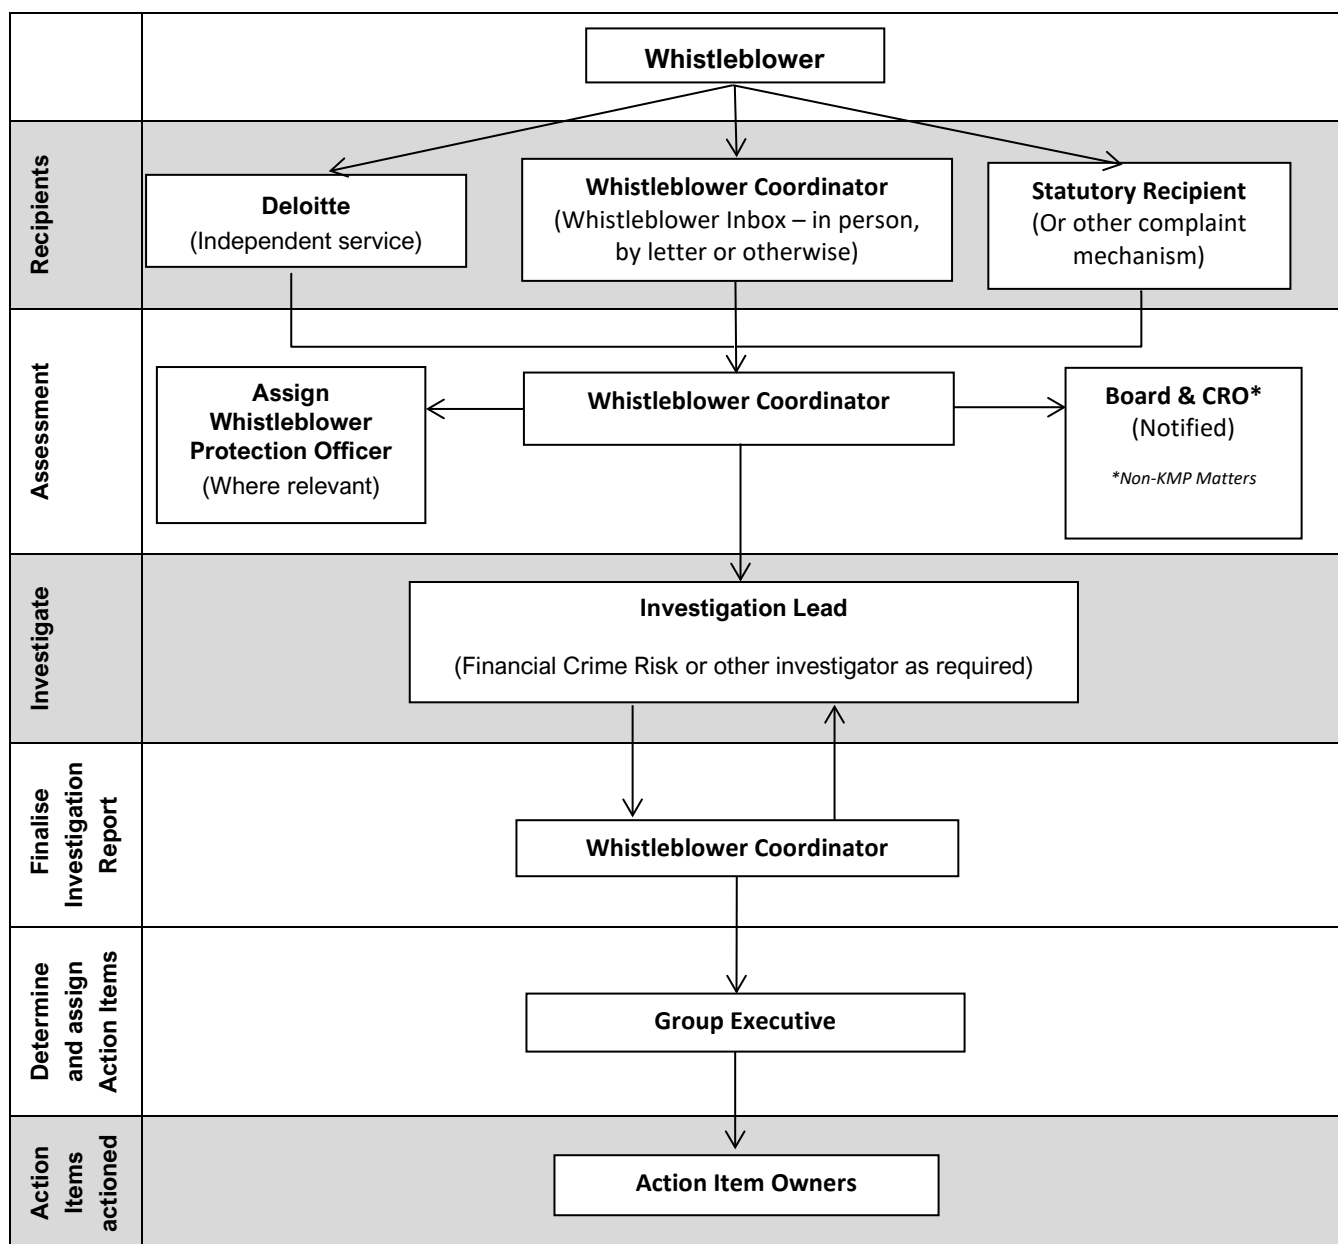 Whistleblower
Recipients
Deloitte
(Independent service)
Whistleblower Coordinator
(Whistleblower Inbox – in person,
by letter or otherwise)
Statutory Recipient
(Or other complaint
mechanism)
Assessment
Assign
Whistleblower
Protection Officer
(Where relevant)
Whistleblower Coordinator
Board & CRO*
(Notified)
*Non-KMP Matters
Investigate
Investigation Lead
(Financial Crime Risk or other investigator as required)
Finalise
Investigation
Report
Whistleblower Coordinator
Determine
and assign
Action Items
Group Executive
Action
Items
actioned
Action Item Owners